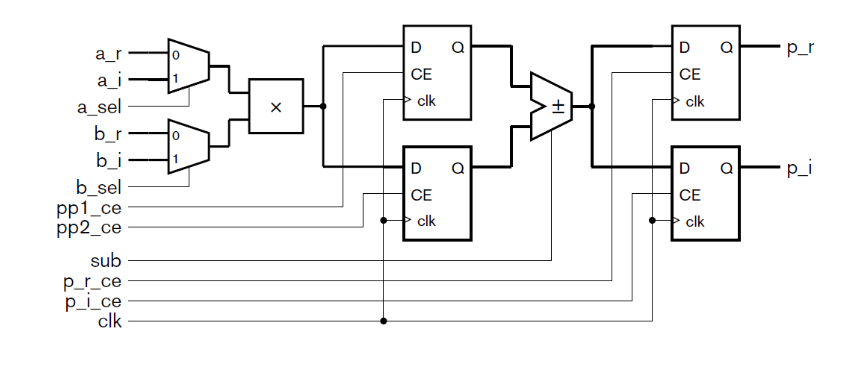 a_r
0
a_i
1
a_sel
b_r
0
b_i
1
b_sel
pp1_ce
pp2_ce
sub
p_r_ce
p_i_ce
clk
×
D Q
CE
clk
D Q
CE
clk
±
D Q
CE
clk
D Q
CE
clk
p_r
p_i